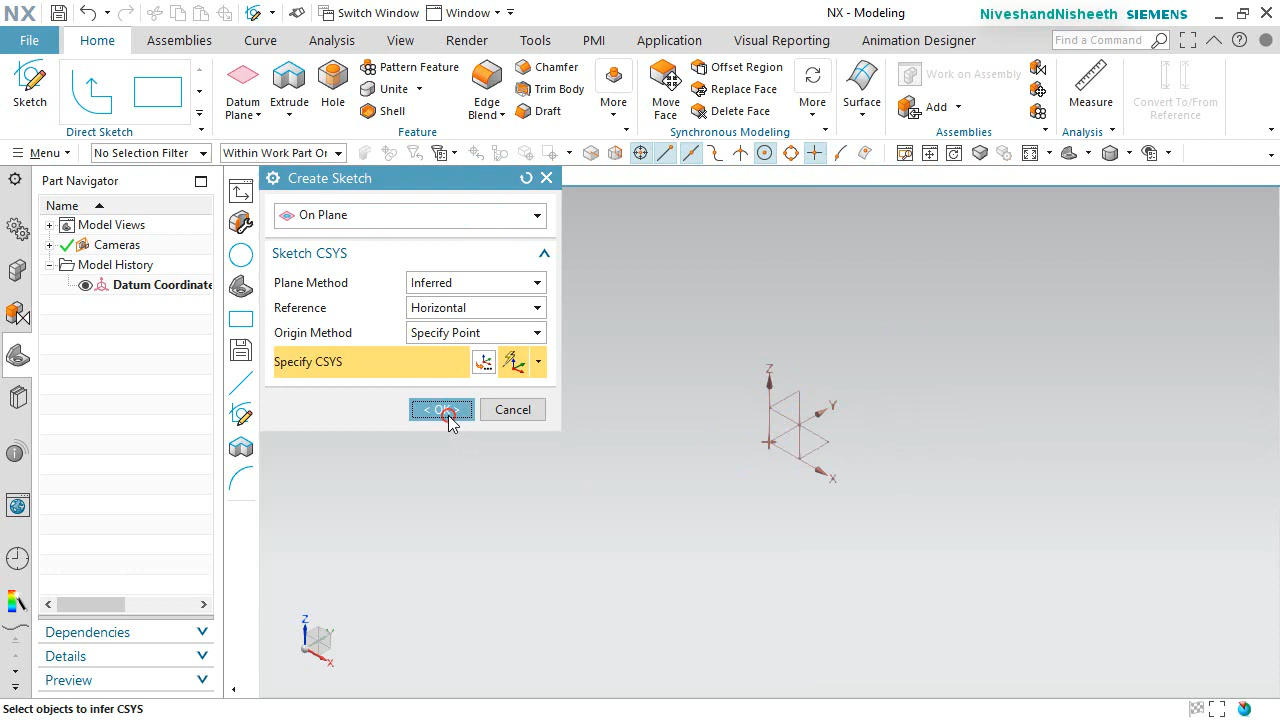 NX Switch Window Window NX - Modeling NiveshandNisheeth SIEMENS
File Home Assemblies Curve Analysis View Render Tools PMI Application Visual Reporting Animation Designer Find a Command
Sketch
Direct Sketch
Datum Plane
Extrude
Hole
Pattern Feature
Unite
Shell
Edge Blend
Chamfer
Trim Body
Draft
More
Feature
Move Face
Offset Region
Replace Face
Delete Face
More
Synchronous Modeling
Surface
Work on Assembly
Add
Assemblies
Measure
Analysis
Convert To/From Reference
Menu No Selection Filter Within Work Part Or
Part Navigator
Name
Model Views
Cameras
Model History
Datum Coordinate
Dependencies
Details
Preview
Create Sketch
On Plane
Sketch CSYS
Plane Method Inferred
Reference Horizontal
Origin Method Specify Point
Specify CSYS
Cancel
Z
Y
X
Z
Y
X
Select objects to infer CSYS